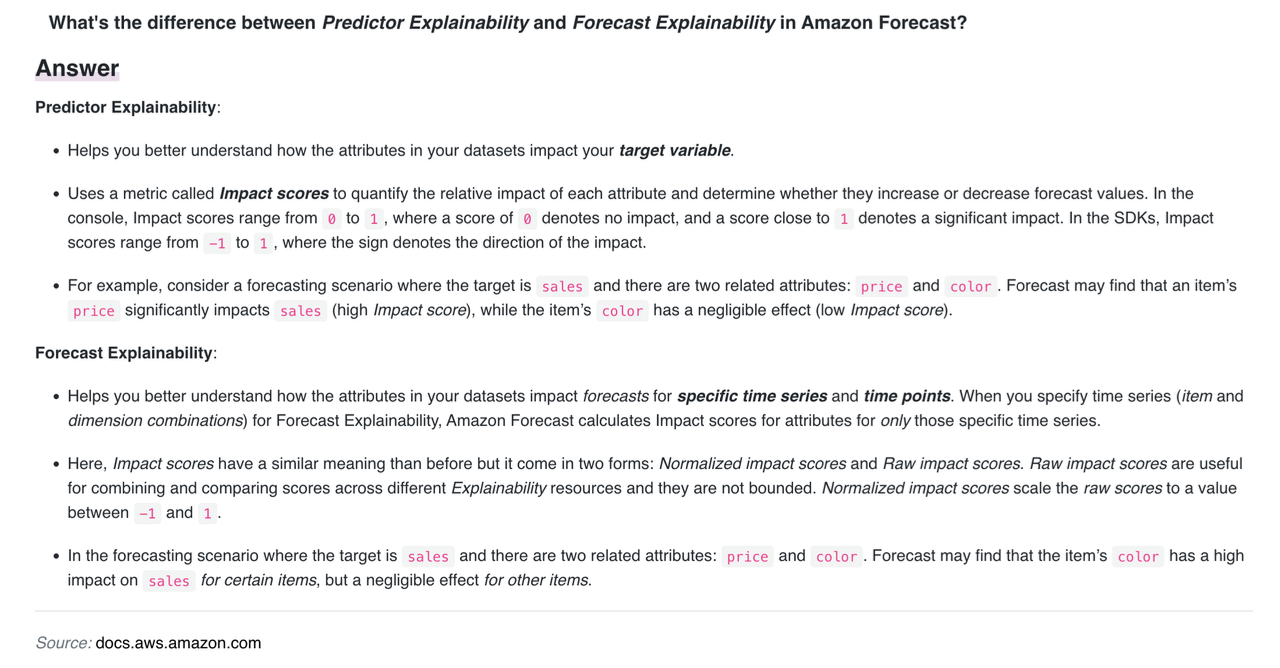 What's the difference between Predictor Explainability and Forecast Explainability in Amazon Forecast?
Answer
Predictor Explainability:
• Helps you better understand how the attributes in your datasets impact your target variable.
• Uses a metric called Impact scores to quantify the relative impact of each attribute and determine whether they increase or decrease forecast values. In the
console, Impact scores range from 0 to 1, where a score of 0 denotes no impact, and a score close to 1 denotes a significant impact. In the SDKs, Impact
scores range from -1 to 1, where the sign denotes the direction of the impact.
• For example, consider a forecasting scenario where the target is sales and there are two related attributes: price and color. Forecast may find that an item's
price significantly impacts sales (high Impact score), while the item's color has a negligible effect (low Impact score).
Forecast Explainability:
• Helps you better understand how the attributes in your datasets impact forecasts for specific time series and time points. When you specify time series (item and
dimension combinations) for Forecast Explainability, Amazon Forecast calculates Impact scores for attributes for only those specific time series.
• Here, Impact scores have a similar meaning than before but it come in two forms: Normalized impact scores and Raw impact scores. Raw impact scores are useful
for combining and comparing scores across different Explainability resources and they are not bounded. Normalized impact scores scale the raw scores to a value
between -1 and 1.
• In the forecasting scenario where the target is sales and there are two related attributes: price and color. Forecast may find that the item's color has a high
impact on sales for certain items, but a negligible effect for other items.
Source: docs.aws.amazon.com